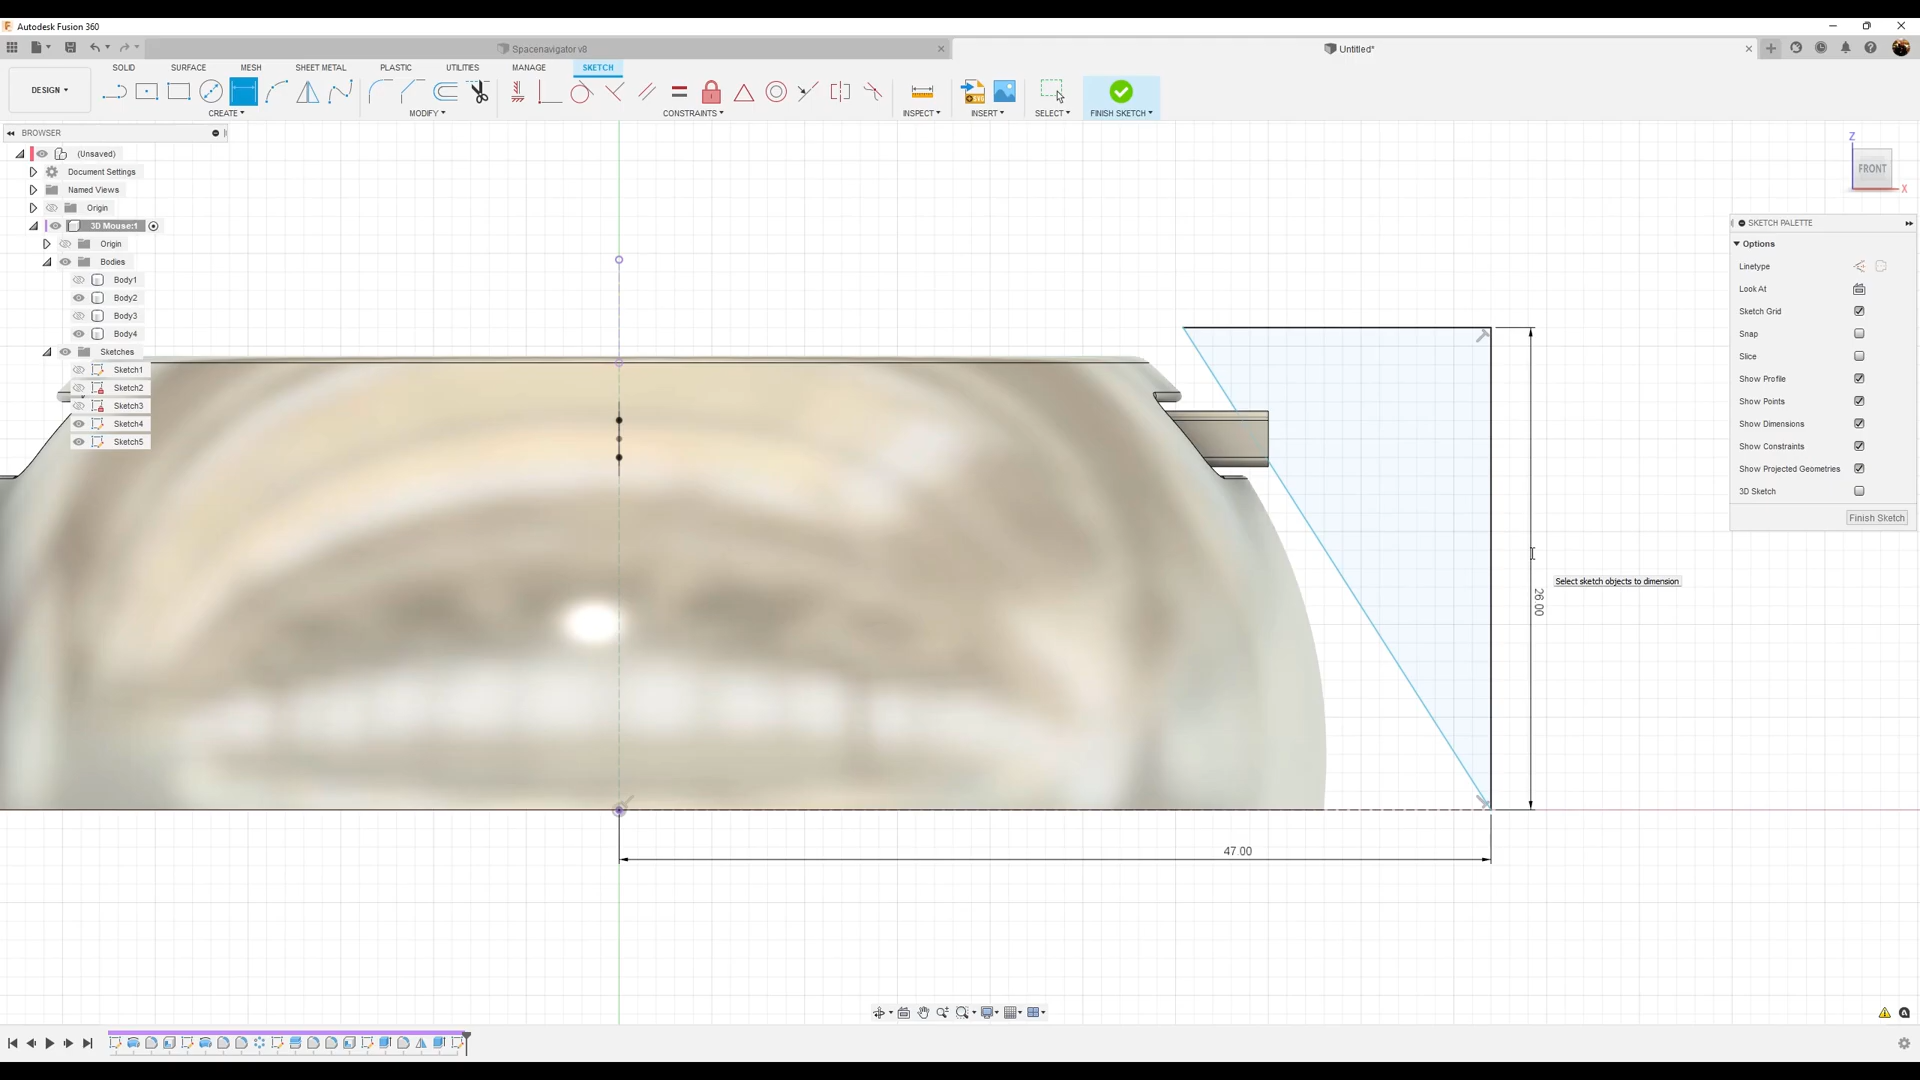 Autodesk Fusion 360
Spacenavigator v8
Untitled*
DESIGN
SOLID
SURFACE
MESH
SHEET METAL
PLASTIC
UTILITIES
MANAGE
SKETCH
CREATE
MODIFY
CONSTRAINTS
INSPECT
INSERT
SELECT
FINISH SKETCH
BROWSER
(Unsaved)
Document Settings
Named Views
Origin
3D Mouse:1
Origin
Bodies
Body1
Body2
Body3
Body4
Sketches
Sketch1
Sketch2
Sketch3
Sketch4
Sketch5
Z
FRONT
X
SKETCH PALETTE
Options
Linetype
Look At
Sketch Grid
Snap
Slice
Show Profile
Show Points
Show Dimensions
Show Constraints
Show Projected Geometries
3D Sketch
Finish Sketch
Select sketch objects to dimension
26.00
47.00